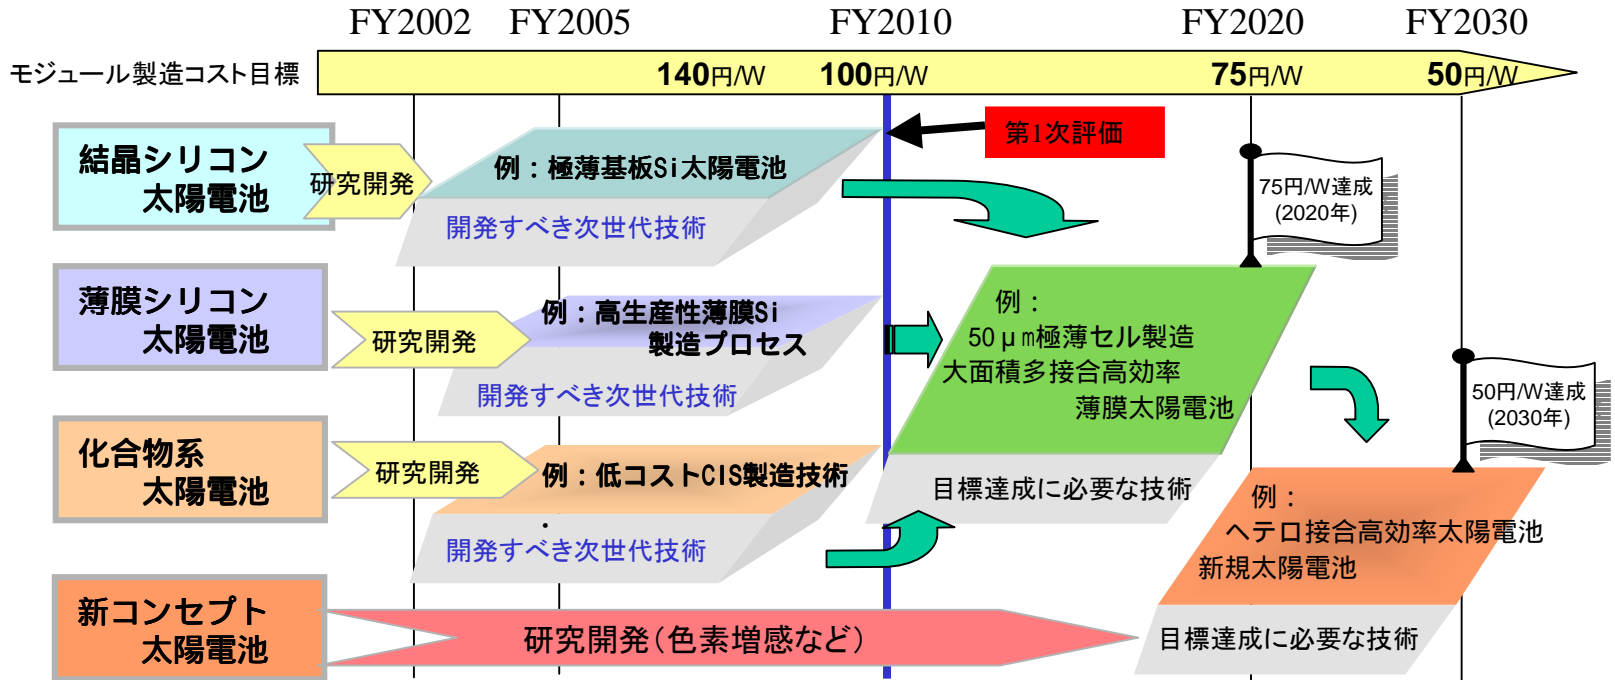 FY2002 FY2005 FY2010 FY2020 FY2030
モジュール製造コスト目標 140円/W 100円/W 75円/W 50円/W
第1次評価
結晶シリコン
太陽電池
研究開発
例：極薄基板Si太陽電池
開発すべき次世代技術
75円/W達成
(2020年)
薄膜シリコン
太陽電池
研究開発
例：高生産性薄膜Si
製造プロセス
開発すべき次世代技術
例：
50μm極薄セル製造
大面積多接合高効率
薄膜太陽電池
目標達成に必要な技術
50円/W達成
(2030年)
化合物系
太陽電池
研究開発
例：低コストCIS製造技術
・
開発すべき次世代技術
例：
ヘテロ接合高効率太陽電池
新規太陽電池
目標達成に必要な技術
新コンセプト
太陽電池
研究開発（色素増感など）